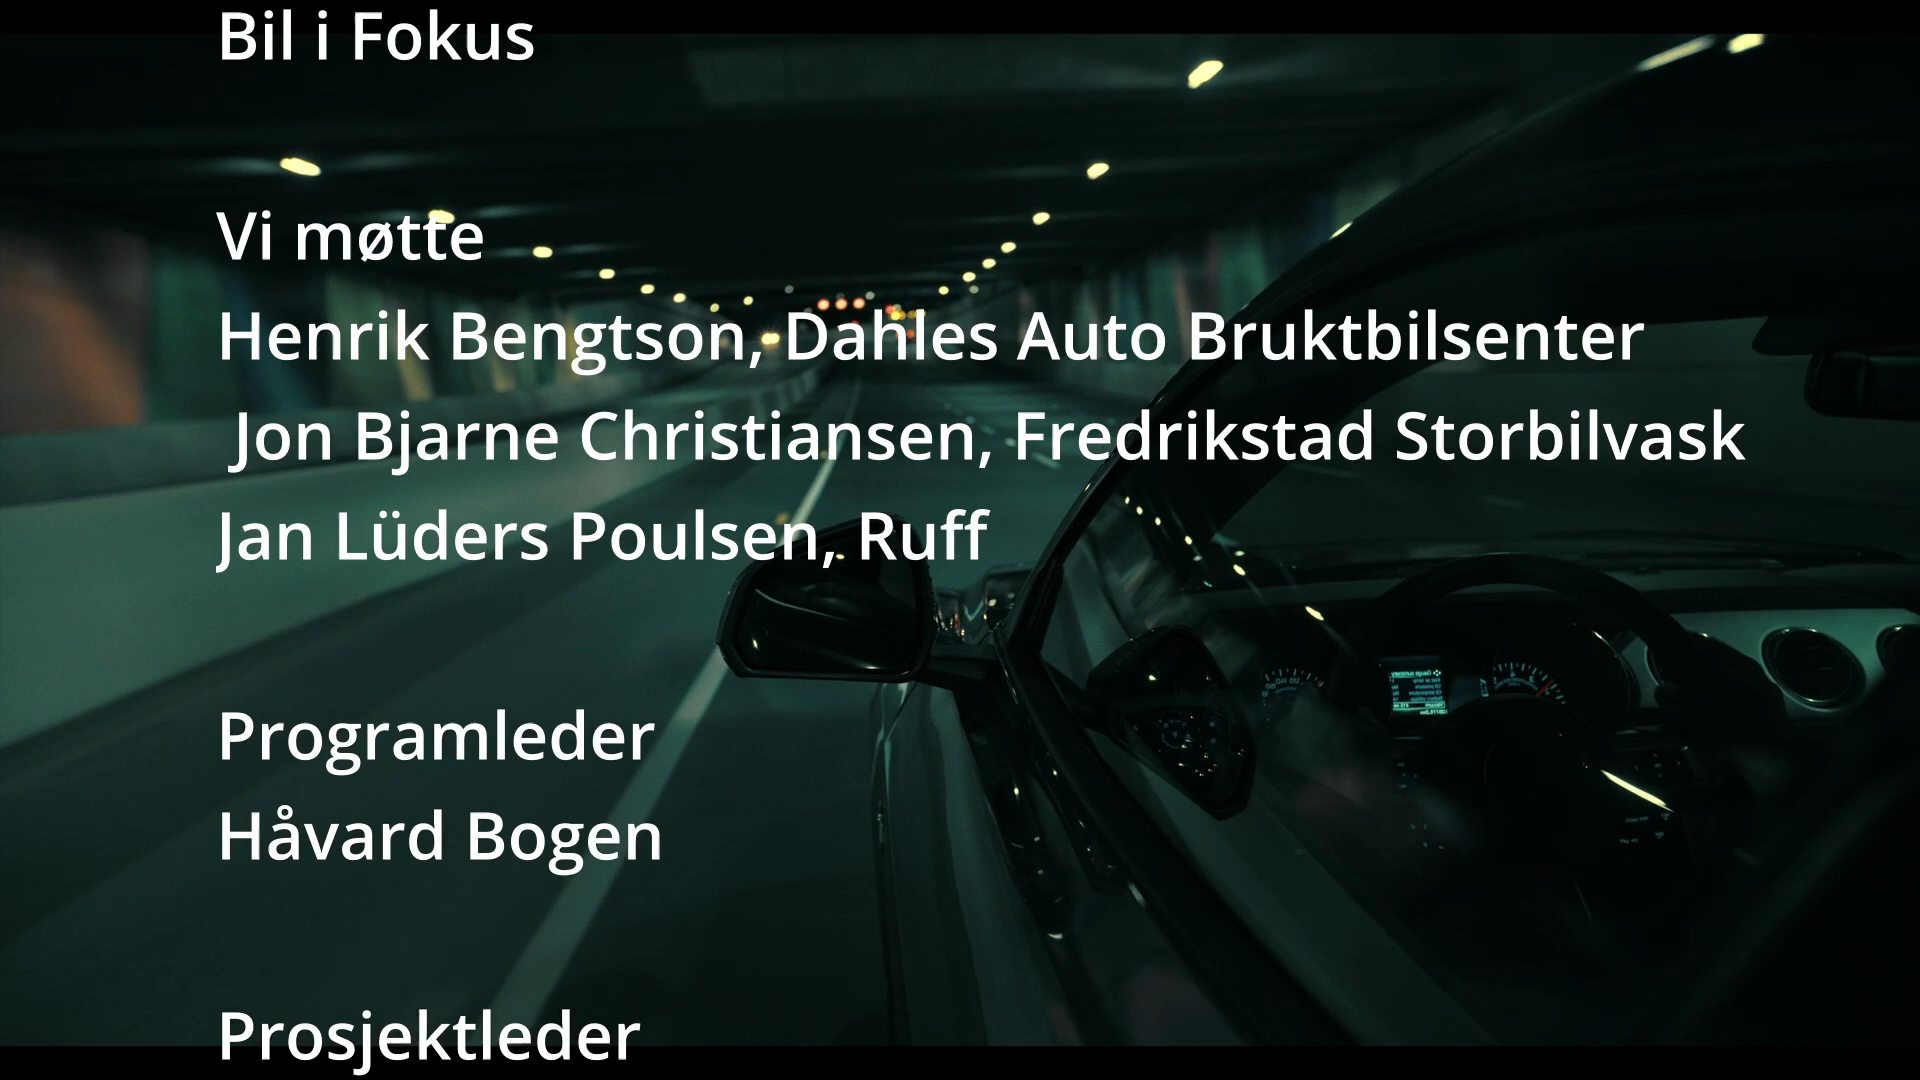 Bil i Fokus
Vi møtte
Henrik Bengtson, Dahles Auto Bruktbilsenter
Jon Bjarne Christiansen, Fredrikstad Storbilvask
Jan Lüders Poulsen, Ruff
Programleder
Håvard Bogen
Prosjektleder